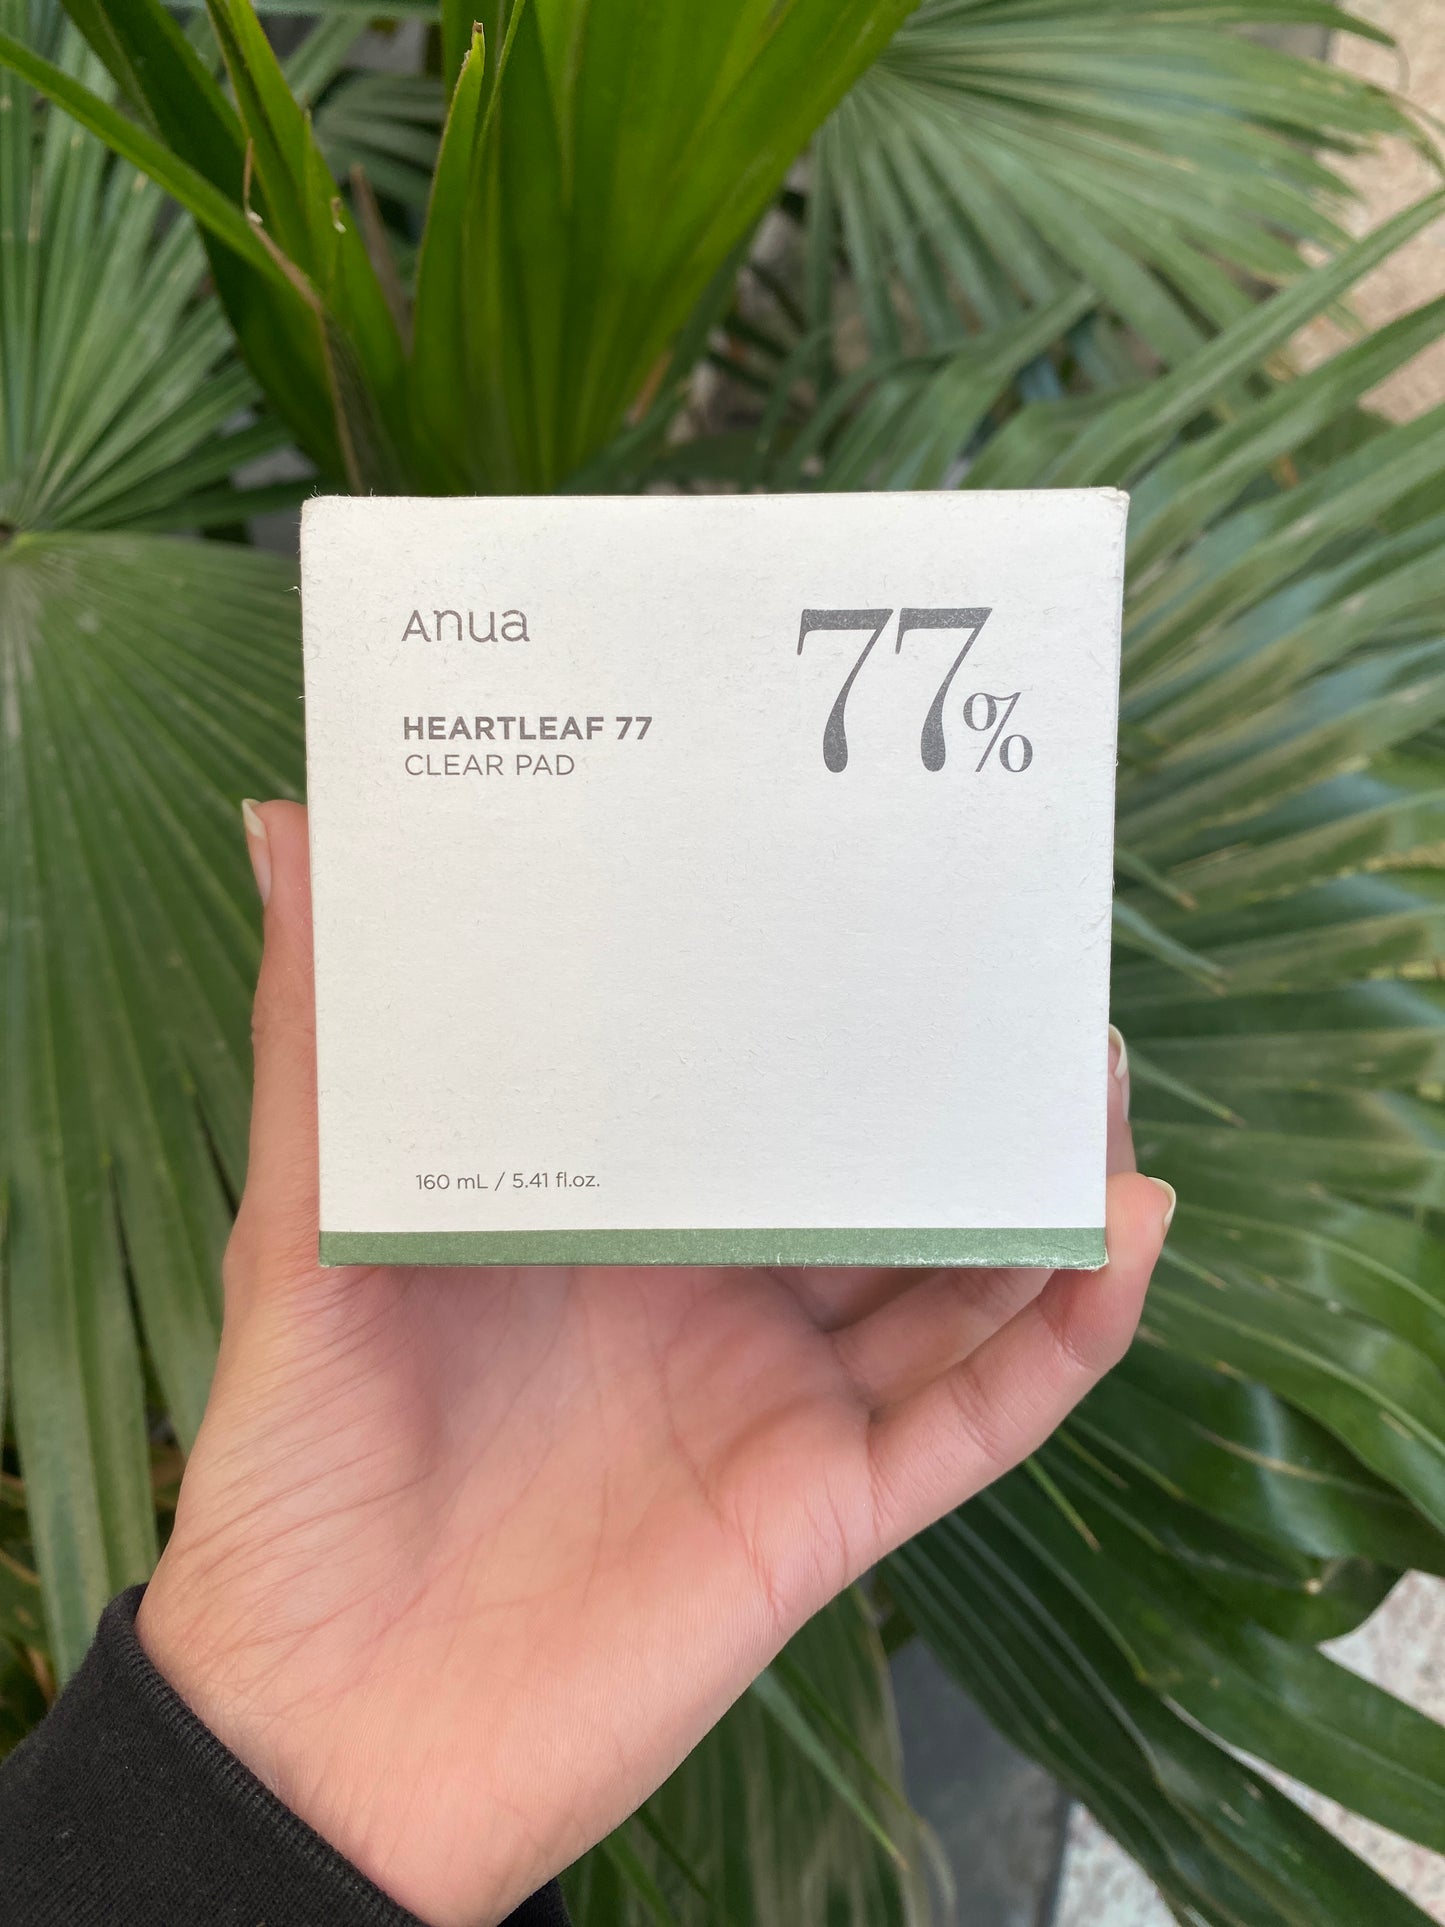 Anua
77%
HEARTLEAF 77
CLEAR PAD
160 mL / 5.41 fl.oz.